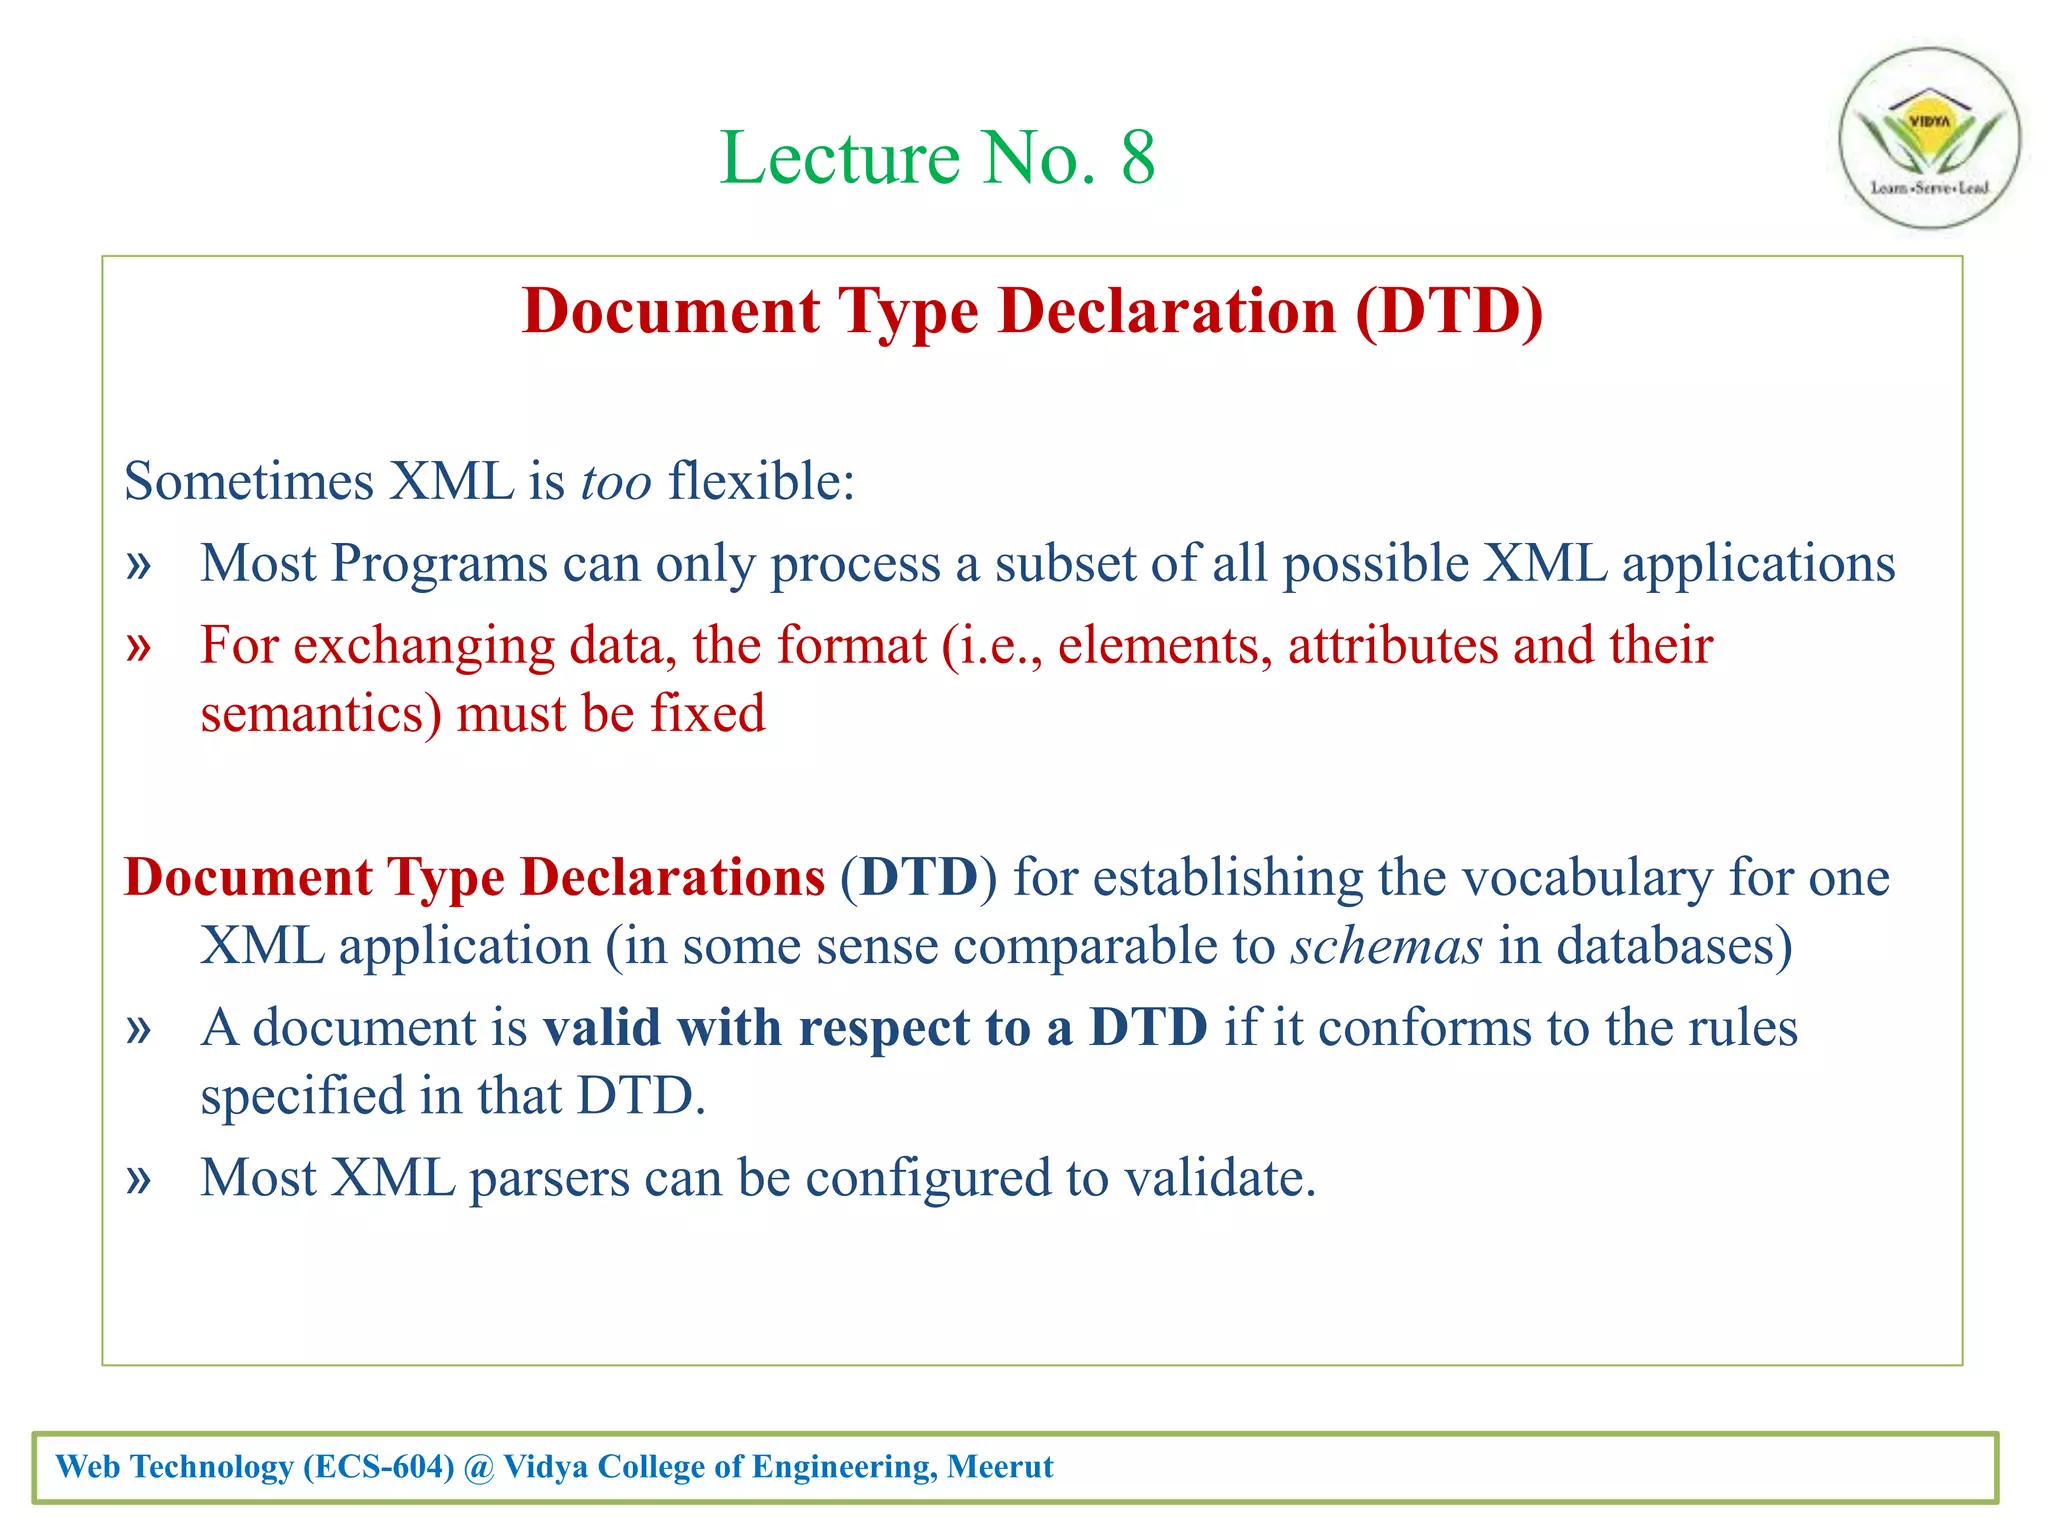 VIDYA
Learn•Serve•Lead
Lecture No. 8
Document Type Declaration (DTD)
Sometimes XML is too flexible:
» Most Programs can only process a subset of all possible XML applications
» For exchanging data, the format (i.e., elements, attributes and their
semantics) must be fixed
Document Type Declarations (DTD) for establishing the vocabulary for one
XML application (in some sense comparable to schemas in databases)
» A document is valid with respect to a DTD if it conforms to the rules
specified in that DTD.
» Most XML parsers can be configured to validate.
Web Technology (ECS-604) @ Vidya College of Engineering, Meerut